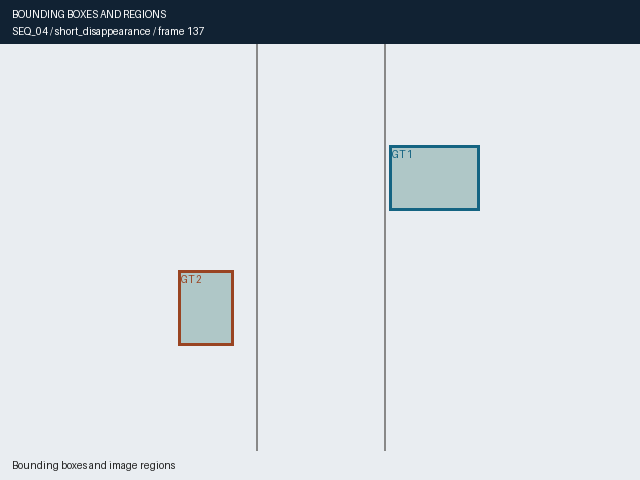 BOUNDING BOXES AND REGIONS
SEQ_04 / short_disappearance / frame 137
GT1
GT2
Bounding boxes and image regions